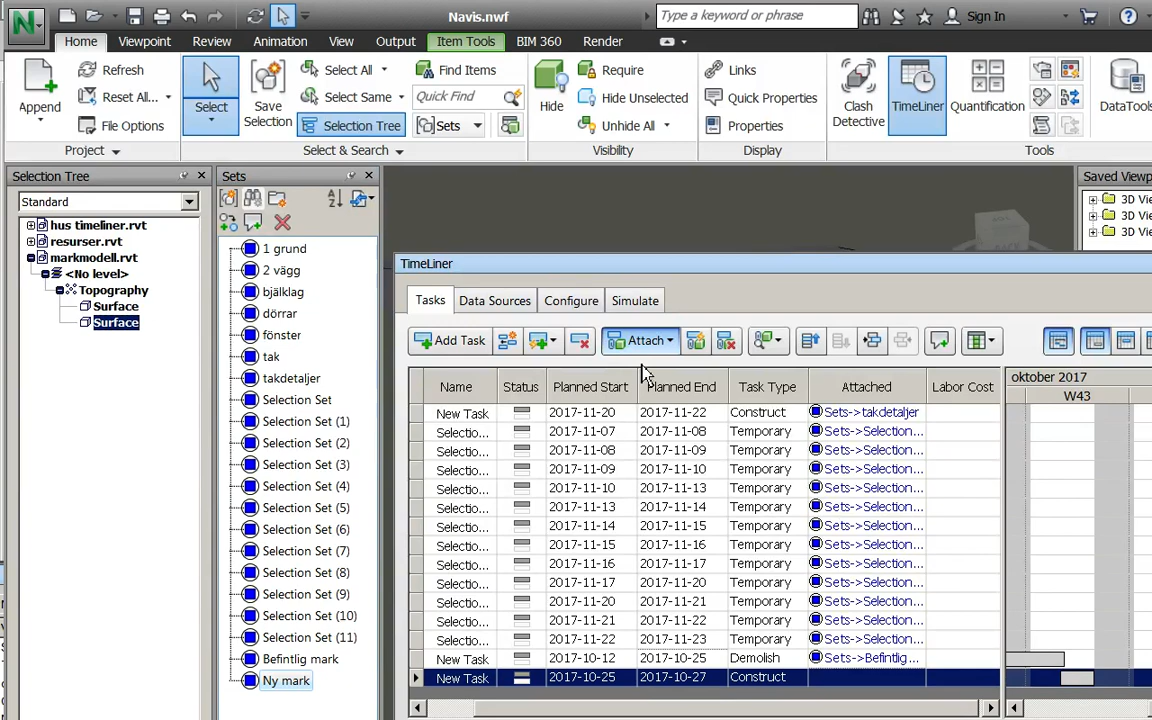 Navis.nwf
Type a keyword or phrase
Sign In
Home Viewpoint Review Animation View Output Item Tools BIM 360 Render
Append
Refresh
Reset All...
File Options
Project
Select
Save Selection
Select All
Select Same
Selection Tree
Find Items
Quick Find
Sets
Select & Search
Hide
Require
Hide Unselected
Unhide All
Visibility
Links
Quick Properties
Properties
Display
Clash Detective
TimeLiner
Quantification
DataTools
Tools
Selection Tree
Standard
hus timeliner.rvt
resurser.rvt
markmodell.rvt
<No level>
Topography
Surface
Surface
Sets
1 grund
2 vägg
bjälklag
dörrar
fönster
tak
takdetaljer
Selection Set
Selection Set (1)
Selection Set (2)
Selection Set (3)
Selection Set (4)
Selection Set (5)
Selection Set (6)
Selection Set (7)
Selection Set (8)
Selection Set (9)
Selection Set (10)
Selection Set (11)
Befintlig mark
Ny mark
Saved Viewp
3D Vie
3D Vie
3D Vie
TimeLiner
Tasks Data Sources Configure Simulate
Add Task Attach
Name Status Planned Start Planned End Task Type Attached Labor Cost
oktober 2017
W43
New Task 2017-11-20 2017-11-22 Construct Sets->takdetaljer
Selectio... 2017-11-07 2017-11-08 Temporary Sets->Selection...
Selectio... 2017-11-08 2017-11-09 Temporary Sets->Selection...
Selectio... 2017-11-09 2017-11-10 Temporary Sets->Selection...
Selectio... 2017-11-10 2017-11-13 Temporary Sets->Selection...
Selectio... 2017-11-13 2017-11-14 Temporary Sets->Selection...
Selectio... 2017-11-14 2017-11-15 Temporary Sets->Selection...
Selectio... 2017-11-15 2017-11-16 Temporary Sets->Selection...
Selectio... 2017-11-16 2017-11-17 Temporary Sets->Selection...
Selectio... 2017-11-17 2017-11-20 Temporary Sets->Selection...
Selectio... 2017-11-20 2017-11-21 Temporary Sets->Selection...
Selectio... 2017-11-21 2017-11-22 Temporary Sets->Selection...
Selectio... 2017-11-22 2017-11-23 Temporary Sets->Selection...
New Task 2017-10-12 2017-10-25 Demolish Sets->Befintlig...
New Task 2017-10-25 2017-10-27 Construct